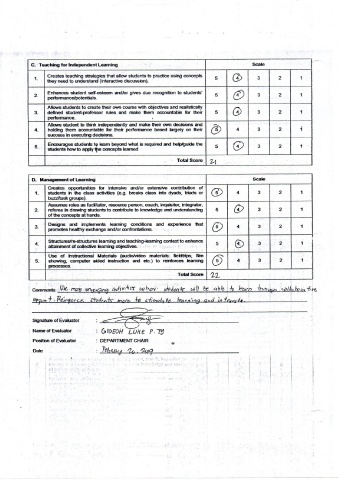 C. Teaching for Independent Learning Scale
1. Creates teaching strategies that allow students to practice using concepts they need to understand (interactive discussion). 5 4 3 2 1
2. Enhances student self-esteem and/or gives due recognition to students' performance/potentials. 5 4 3 2 1
3. Allows students to create their own course with objectives and realistically defined student-professor rules and make them accountable for their performance. 5 4 3 2 1
4. Allows student to think independently and make their own decisions and holding them accountable for their performance based largely on their success in executing decisions. 5 4 3 2 1
5. Encourages students to learn beyond what is required and help/guide the students how to apply the concepts learned 5 4 3 2 1
Total Score 21
D. Management of Learning Scale
1. Creates opportunities for intensive and/or extensive contribution of students in the class activities (e.g. breaks class into dyads, triads or buzz/task groups). 5 4 3 2 1
2. Assumes roles as facilitator, resource person, coach, inquisitor, integrator, referee in drawing students to contribute to knowledge and understanding of the concepts at hands. 5 4 3 2 1
3. Designs and implements learning conditions and experience that promotes healthy exchange and/or confrontations. 5 4 3 2 1
4. Structures/re-structures learning and teaching-learning context to enhance attainment of collective learning objectives. 5 4 3 2 1
5. Use of Instructional Materials (audio/video materials: fieldtrips, film showing, computer aided instruction and etc.) to reinforces learning processes. 5 4 3 2 1
Total Score 22
Comments: Use more engaging activities where students will be able to learn through collaborative
students more to stimulate learning and
Signature of Evaluator :
Name of Evaluator : GIDEON LUKE P. TY
Position of Evaluator : DEPARTMENT CHAIR
Date : February 20, 2019